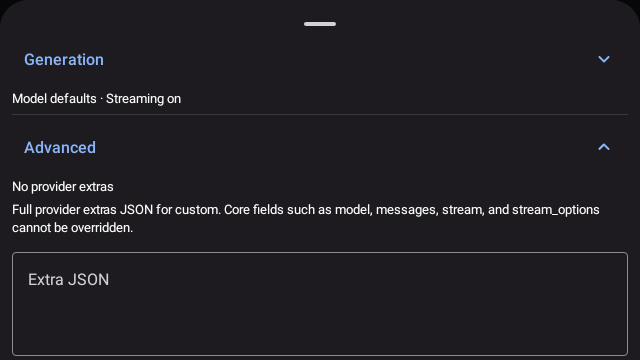 Generation
Model defaults · Streaming on
Advanced
No provider extras
Full provider extras JSON for custom. Core fields such as model, messages, stream, and stream_options
cannot be overridden.
Extra JSON